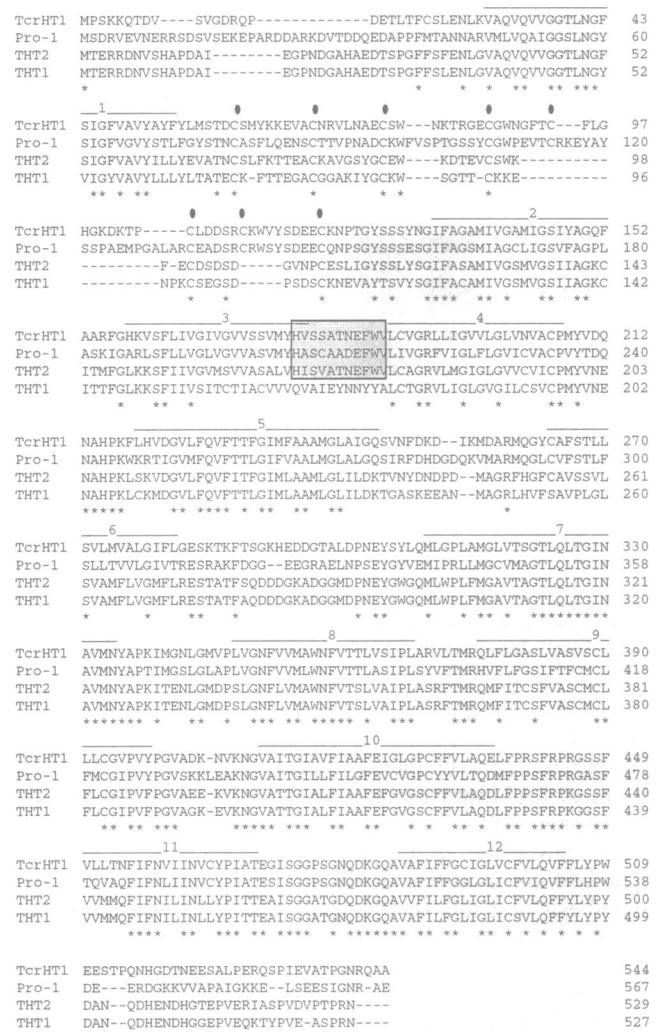 TcrHT1 MPSKKQTDV-----SVGDRQP--------DETLTFCSLENLKVAQVQVVGGTLNGF 43
Pro-1 MSDRVEVNERRSDSVSEKEPARDDARKDVTDDQEDAPPFMTANNARVMLVQAIGGSLNGY 60
THT2 MTERRDNVSHAPDAI------EGPNDGAHAEDTSPGFFSFENLGVAQVQVVGGTLNGY 52
THT1 MTERRDNVSHAPDAI------EGPNDGAHAEDTSPGFFSFENLGVAQVQVVGGTLNGY 52
* * * * ** ** ***
1
TcrHT1 SIGFVAVYAYFYLMSTDCSMYKKEVACNRVLNAECSW--NKTRGECGWNGFTC---FLG 97
Pro-1 SIGFVGVYSTLFGYSTNCASFLQENSCTTVPNADCKWFVSPTGSSYCGWPEVTCRKEYAY 120
THT2 SIGFVAVYILLYEVATNCSLFKTTEACAVGSYGCEW---KDTEVCSWK----------- 96
THT1 VIGYVAVYLLLYLYTATECK-FTTEGACGGAKIYGCKW---SGTT-CKKE--------- 96
** ** ** * * * * *
2
TcrHT1 HGKDKTP-----CLDDSRCKWVYSDEECKNPTGYSSSYNGIFAGAMIVGAMIGSIYAGQF 152
Pro-1 SSPAEMPGALARCEADSRCRWSYSDEECQNPSGYSSSESGIFAGSMIAGCLIGSVFAGPL 180
THT2 ---------F-ECDSDSD-----GVNPCESLIGYSSLYSGIFASAMIVGSMVGSIIAGKC 143
THT1 ---------NPKCSEGSD----PSDSCKNEVAYTSVYSGIFACAMIVGSMVGSIIAGKC 142
* * * * **** *** * ** **
3 4
TcrHT1 AARFGHKVSFLIVGIVGVVSSVMYHVSSATNEFWVLCVGRLLIGVVLGLVNVACPMYVDQ 212
Pro-1 ASKIGARLSFLLVGLVGVVASVMYHASCAADEFWVLIVGRFVIGLFLGVICVACPVYTDQ 240
THT2 ITMFGLKKSFIIVGVMSVVASALVHISVATNEFWVLCAGRVLMGIGLGVVCVICPMYVNE 203
THT1 ITTFGLKKSFIIVSITCTIACVVVQVAIEYNNYYALCTGRVLIGLGVGILCSVCPMYVNE 202
* ** * * ** * * ** *
5
TcrHT1 NAHPKFLHVDGVLFQVFTTFGIMFAAAMGLAIGQSVNFDKD--IKMDARMQGYCAFSTLL 270
Pro-1 NAHPKWKRTIGVMFQVFTTLGIFVAALMGLALGQSIRFDHDGDQKVMARMQGLCVFSTLF 300
THT2 NAHPKLSKVDGVLFQVFITFGIMLAAMLGLILDKTVNYDNDPD--MAGRFHGFCAVSSVL 261
THT1 NAHPKLCKMDGVLFQVFTTLGIMLAAMLGLILDKTGASKEEAN--MAGRLHVFSAVPLGL 260
***** ** **** * ** ** ** *
6 7
TcrHT1 SVLMVALGIFLGESKTKFTSGKHEDDGTALDPNEYSYLQMLGPLAMGLVTSGTLQLTGIN 330
Pro-1 SLLTVVLGIVTRESRAKFDGG--EEGRAELNPSEYGYVEMIPRLLMGCVMAGTLQLTGIN 358
THT2 SVAMFLVGMFLRESTATFSQDDDGKADGGMDPNEYGWGQMLWPLFMGAVTAGTLQLTGIN 321
THT1 SVAMFLVGMFLRESTATFAQDDDGKADGGMDPNEYGWGQMLWPLFMGAVTAGTLQLTGIN 320
* * ** * * ** * * ** * *********
8 9
TcrHT1 AVMNYAPKIMGNLGMVPLVGNFVVMAWNFVTTLVSIPLARVLTMRQLFLGASLVASVSCL 390
Pro-1 AVMNYAPTIMGSLGLAPLVGNFVVMLWNFVTTLASIPLSYVFTMRHVFLFGSIFTFCMCL 418
THT2 AVMNYAPKITENLGMDPSLGNFLVMAWNFVTSLVAIPLASRFTMRQMFITCSFVASCMCL 381
THT1 AVMNYAPKITENLGMDPSLGNFLVMAWNFVTSLVAIPLASRFTMRQMFITCSFVASCMCL 380
******* * ** * *** ** ***** * *** *** * * **
10
TcrHT1 LLCGVPVYPGVADK-NVKNGVAITGIAVFIAAFEIGLGPCFFVLAQELFPRSFRPRGSSF 449
Pro-1 FMCGIPVYPGVSKKLEAKNGVAITGILLFILGFEVCVGPCYYVLTQDMFPPSFRPRGASF 478
THT2 FLCGIPVFPGVAEE-KVKNGVATTGIALFIAAFEFGVGSCFFVLAQDLFPPSFRPKGSSF 440
THT1 FLCGIPVFPGVAGK-EVKNGVATTGIALFIAAFEFGVGSCFFVLAQDLFPPSFRPKGGSF 439
** ** *** **** *** ** ** * * ** * ** **** * **
11 12
TcrHT1 VLLTNFIFNVIINVCYPIATEGISGGPSGNQDKGQAVAFIFFGCIGLVCFVLQVFFLYPW 509
Pro-1 TQVAQFIFNLIINVCYPIATESISGGPSGNQDKGQAVAFIFFGGLGLICFVIQVFFLHPW 538
THT2 VVMMQFIFNILINLLYPITTEAISGGATGDQDKGQAVVFILFGLIGLICFVLQFFYLYPY 500
THT1 VVMMQFIFNILINLLYPITTEAISGGATGNQDKGQAVAFILFGLIGLICSVLQFFYLYPY 499
**** ** *** ** **** * ******* ** ** ** * * * * *
TcrHT1 EESTPQNHGDTNEESALPERQSPIEVATPGNRQAA 544
Pro-1 DE---ERDGKKVVAPAIGKKE--LSEESIGNR-AE 567
THT2 DAN--QDHENDHGTEPVERIASPVDVPTPRN---- 529
THT1 DAN--QDHENDHGGEPVEQKTYPVE-ASPRN---- 527